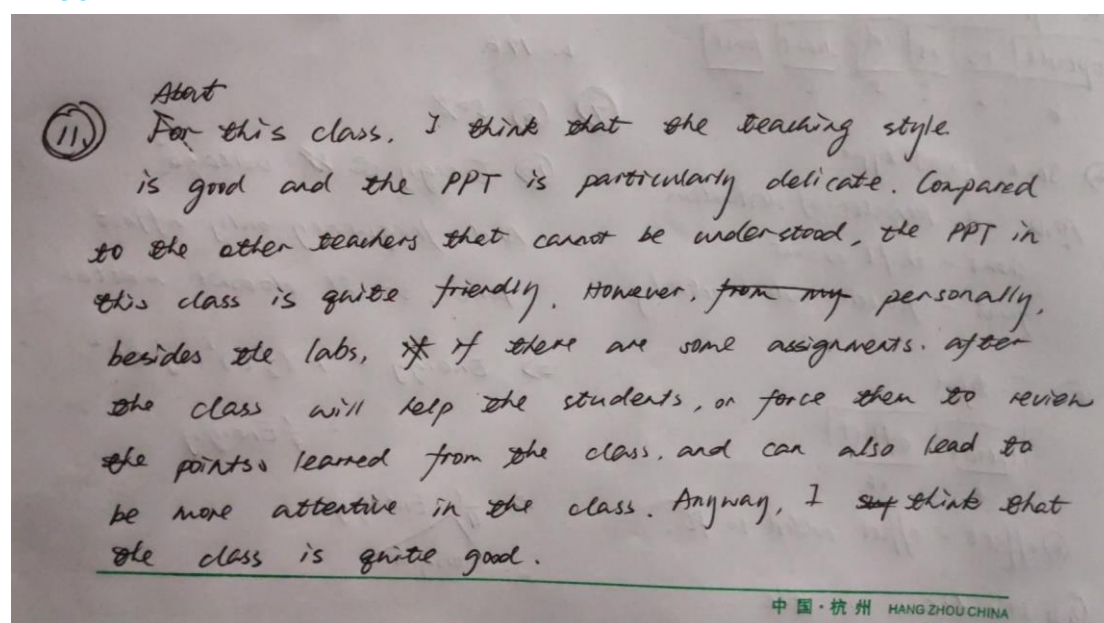 About
11. For this class. I think that the teaching style.
is good and the PPT is particularly delicate. Compared
to the other teachers that cannot be understood, the PPT in
this class is quite friendly. However, from my personally,
besides the labs, if there are some assignments. after
the class will help the students, or force them to review
the points learned from the class, and can also lead to
be more attentive in the class. Anyway, I think that
the class is quite good.
中国·杭州 HANG ZHOU CHINA